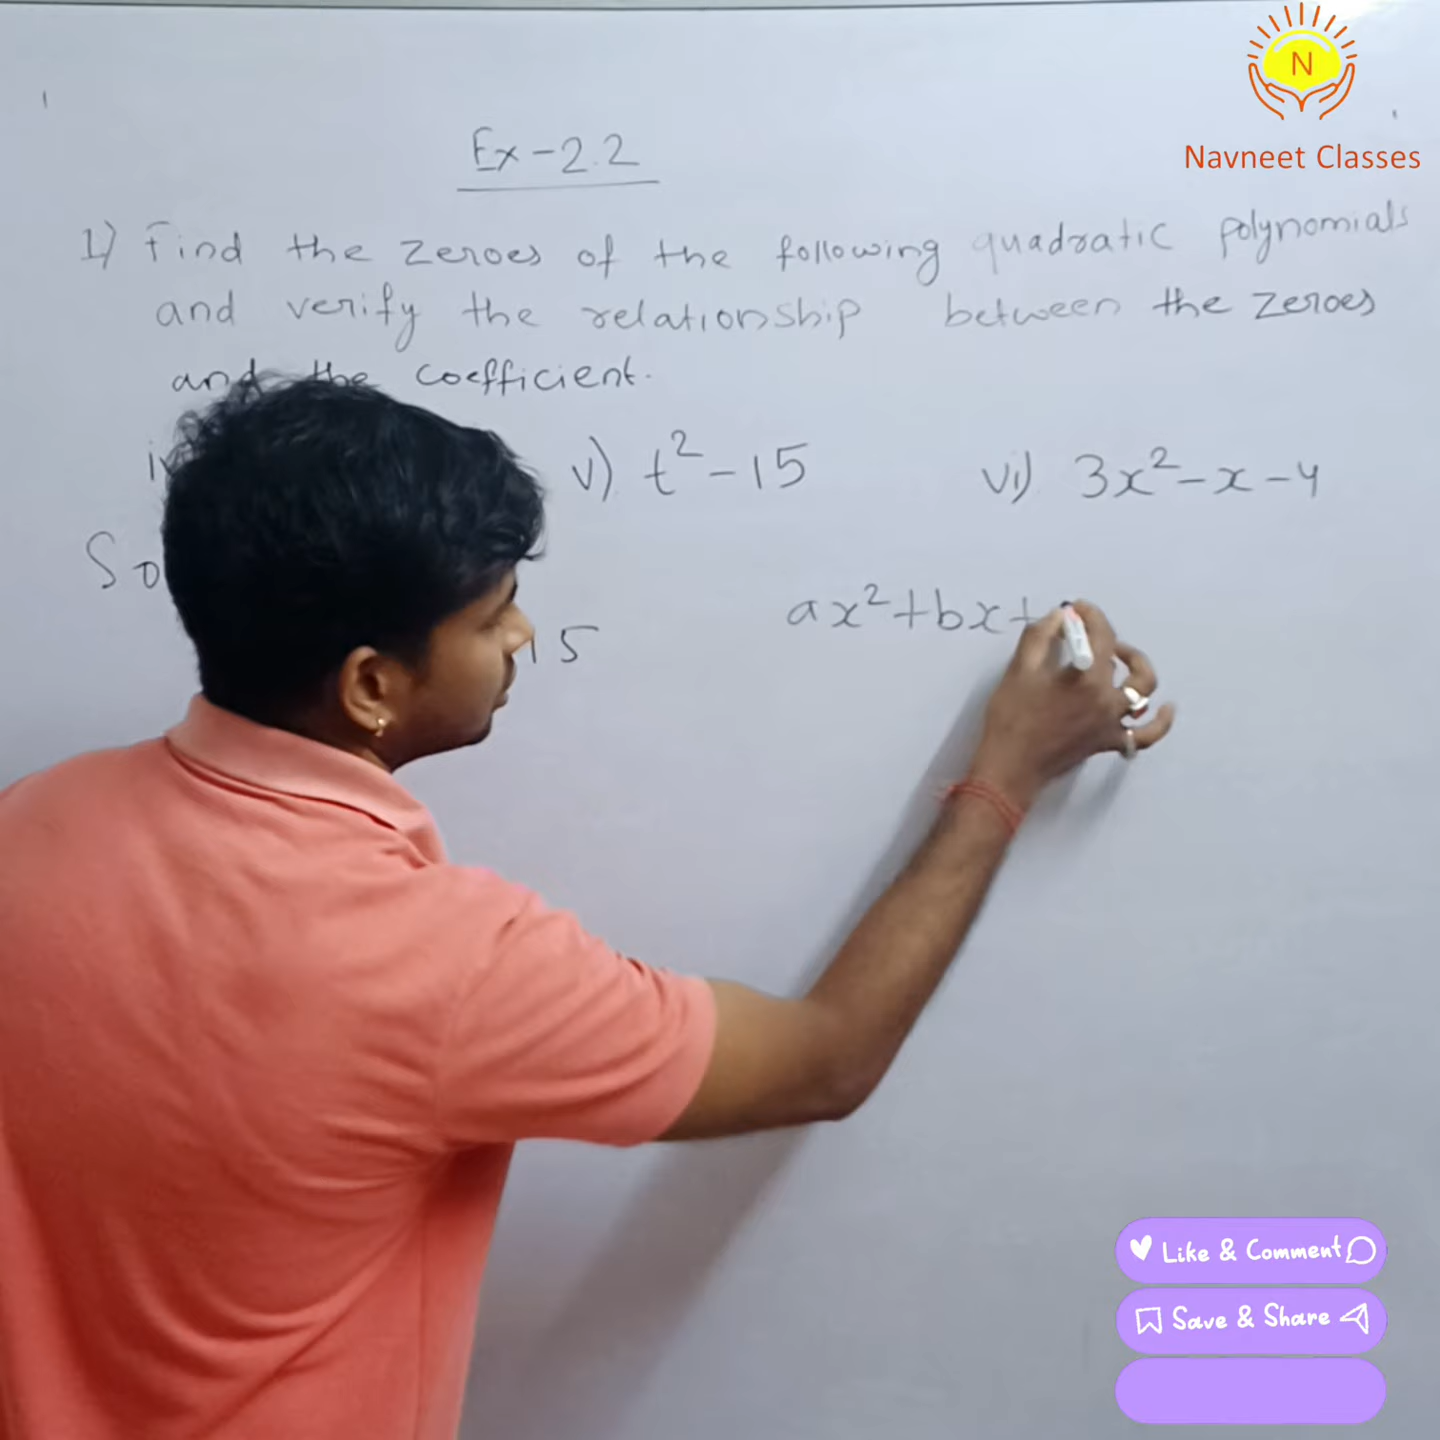 N
Navneet Classes
Ex-2.2
1) Find the zeroes of the following quadratic polynomials
and verify the relationship between the zeroes
and the coefficient.
v) t²-15 vi) 3x²-x-4
ax²+bx+
15
Like & Comment
Save & Share